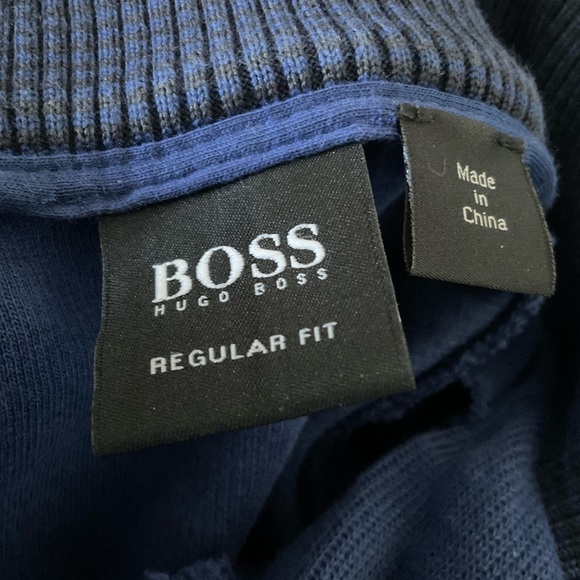 BOSS
HUGO BOSS
REGULAR FIT
Made
in
China